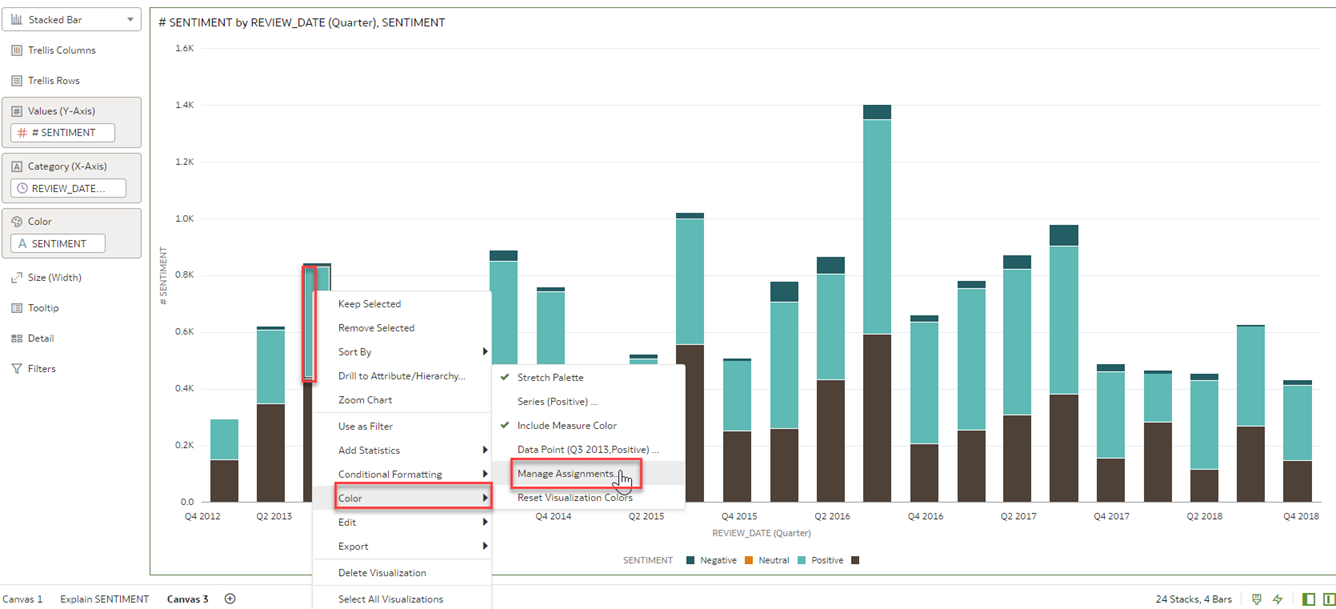 Stacked Bar
Trellis Columns
Trellis Rows
Values (Y-Axis)
# # SENTIMENT
Category (X-Axis)
REVIEW_DATE...
Color
A SENTIMENT
Size (Width)
Tooltip
Detail
Filters
# SENTIMENT by REVIEW_DATE (Quarter), SENTIMENT
1.6K
1.4K
1.2K
1.0K
0.8K
0.6K
0.4K
0.2K
0.0
# SENTIMENT
Keep Selected
Remove Selected
Sort By
Drill to Attribute/Hierarchy...
Zoom Chart
Use as Filter
Add Statistics
Conditional Formatting
Color
Edit
Export
Delete Visualization
Select All Visualizations
Stretch Palette
Series (Positive) ...
Include Measure Color
Data Point (Q3 2013,Positive) ...
Manage Assignments...
Reset Visualization Colors
Q4 2012 Q2 2013 Q4 2014 Q2 2015 Q4 2015 Q2 2016 Q4 2016 Q2 2017 Q4 2017 Q2 2018 Q4 2018
REVIEW_DATE (Quarter)
SENTIMENT Negative Neutral Positive
Canvas 1 Explain SENTIMENT Canvas 3
24 Stacks, 4 Bars